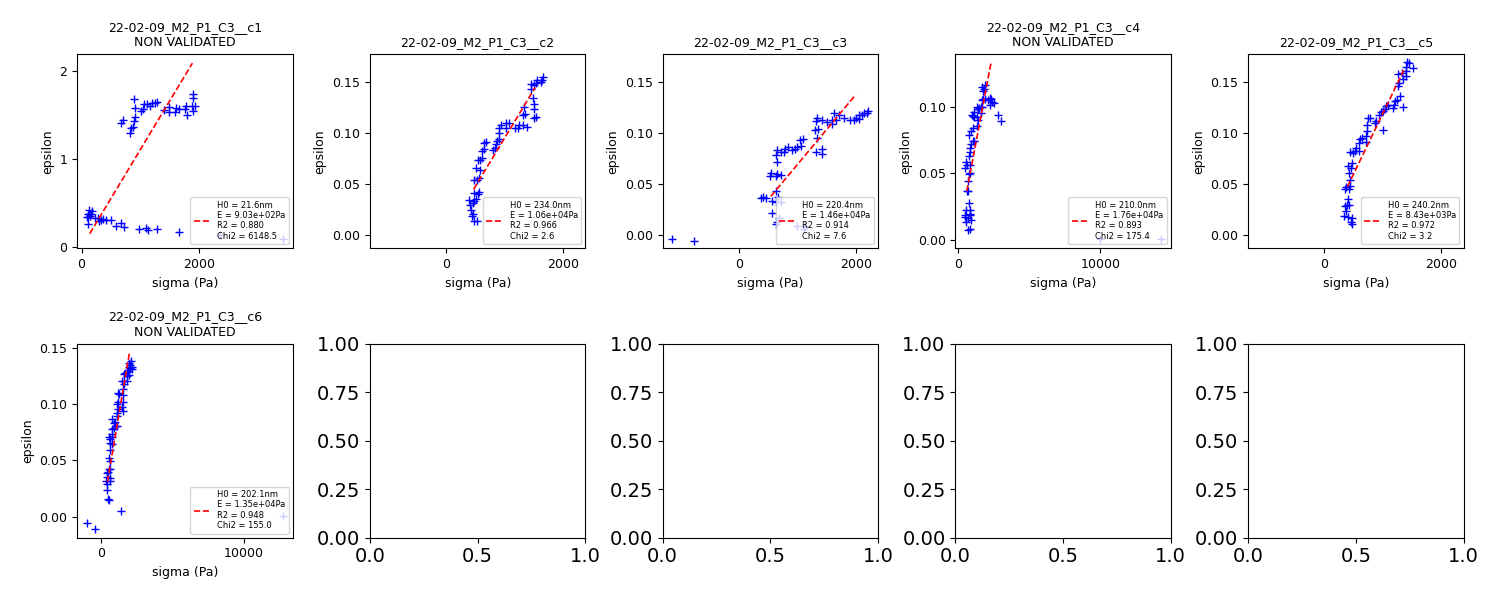 22-02-09_M2_P1_C3__c1
NON VALIDATED
2
1
0
epsilon
0
2000
sigma (Pa)
H0 = 21.6nm
E = 9.03e+02Pa
R2 = 0.880
Chi2 = 6148.5
22-02-09_M2_P1_C3__c2
0.15
0.10
0.05
0.00
epsilon
0
2000
sigma (Pa)
H0 = 234.0nm
E = 1.06e+04Pa
R2 = 0.966
Chi2 = 2.6
22-02-09_M2_P1_C3__c3
0.15
0.10
0.05
0.00
epsilon
0
2000
sigma (Pa)
H0 = 220.4nm
E = 1.46e+04Pa
R2 = 0.914
Chi2 = 7.6
22-02-09_M2_P1_C3__c4
NON VALIDATED
0.10
0.05
0.00
epsilon
0
10000
sigma (Pa)
H0 = 210.0nm
E = 1.76e+04Pa
R2 = 0.893
Chi2 = 175.4
22-02-09_M2_P1_C3__c5
0.15
0.10
0.05
0.00
epsilon
0
2000
sigma (Pa)
H0 = 240.2nm
E = 8.43e+03Pa
R2 = 0.972
Chi2 = 3.2
22-02-09_M2_P1_C3__c6
NON VALIDATED
0.15
0.10
0.05
0.00
epsilon
0
10000
sigma (Pa)
H0 = 202.1nm
E = 1.35e+04Pa
R2 = 0.948
Chi2 = 155.0
1.00
0.75
0.50
0.25
0.00
0.0
0.5
1.0
1.00
0.75
0.50
0.25
0.00
0.0
0.5
1.0
1.00
0.75
0.50
0.25
0.00
0.0
0.5
1.0
1.00
0.75
0.50
0.25
0.00
0.0
0.5
1.0